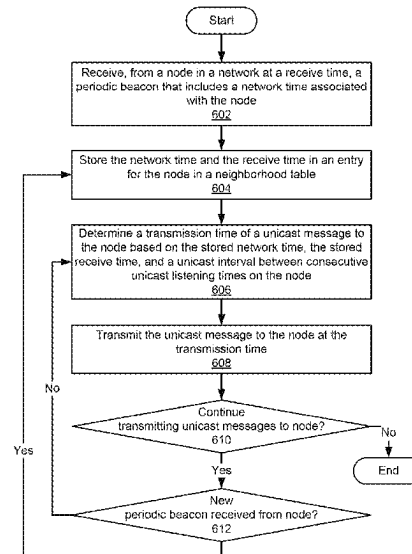 Start
Receive, from a node in a network at a receive time, a
periodic beacon that includes a network time associated
with the node
602
Store the network time and the receive time in an entry
for the node in a neighborhood table
604
Determine a transmission time of a unicast message to
the node based on the stored network time, the stored
receive time, and a unicast interval between consecutive
unicast listening times on the node
606
Transmit the unicast message to the node at the
transmission time
608
No
Continue
transmitting unicast messages to node?
610
No
Yes
Yes
End
New
periodic beacon received from node?
612